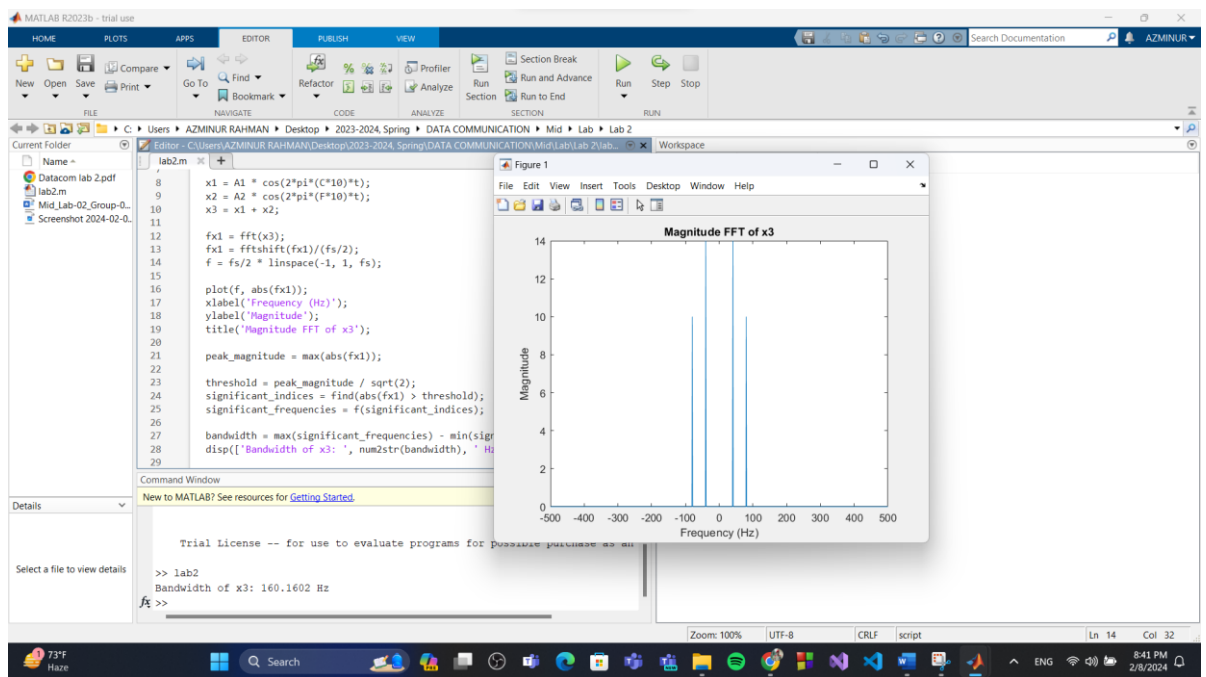 MATLAB R2023b - trial use
HOME PLOTS APPS EDITOR PUBLISH VIEW
Search Documentation
AZMINUR
New Open Save Compare Print
FILE
Go To Find Bookmark
NAVIGATE
Refactor
CODE
Profiler
Analyze
ANALYZE
Run Section
Section Break
Run and Advance
Run to End
SECTION
Run Step Stop
RUN
C: Users AZMINUR RAHMAN Desktop 2023-2024, Spring DATA COMMUNICATION Mid Lab Lab 2
Current Folder
Name
Datacom lab 2.pdf
lab2.m
Mid_Lab-02_Group-0...
Screenshot 2024-02-0...
Details
Select a file to view details
Editor - C:\Users\AZMINUR RAHMAN\Desktop\2023-2024, Spring\DATA COMMUNICATION\Mid\Lab\Lab 2\lab...
lab2.m
7
8 x1 = A1 * cos(2*pi*(C*10)*t);
9 x2 = A2 * cos(2*pi*(F*10)*t);
10 x3 = x1 + x2;
11
12 fx1 = fft(x3);
13 fx1 = fftshift(fx1)/(fs/2);
14 f = fs/2 * linspace(-1, 1, fs);
15
16 plot(f, abs(fx1));
17 xlabel('Frequency (Hz)');
18 ylabel('Magnitude');
19 title('Magnitude FFT of x3');
20
21 peak_magnitude = max(abs(fx1));
22
23 threshold = peak_magnitude / sqrt(2);
24 significant_indices = find(abs(fx1) > threshold);
25 significant_frequencies = f(significant_indices);
26
27 bandwidth = max(significant_frequencies) - min(sigr
28 disp(['Bandwidth of x3: ', num2str(bandwidth), ' Hz
29
Command Window
New to MATLAB? See resources for Getting Started.
Trial License -- for use to evaluate programs for possible purchase as an
>> lab2
Bandwidth of x3: 160.1602 Hz
fx >>
Workspace
Figure 1
File Edit View Insert Tools Desktop Window Help
Magnitude FFT of x3
14
12
10
8
6
4
2
0
Magnitude
-500 -400 -300 -200 -100 0 100 200 300 400 500
Frequency (Hz)
Zoom: 100% UTF-8 CRLF script Ln 14 Col 32
1
73°F
Haze
Search
ENG
8:41 PM
2/8/2024